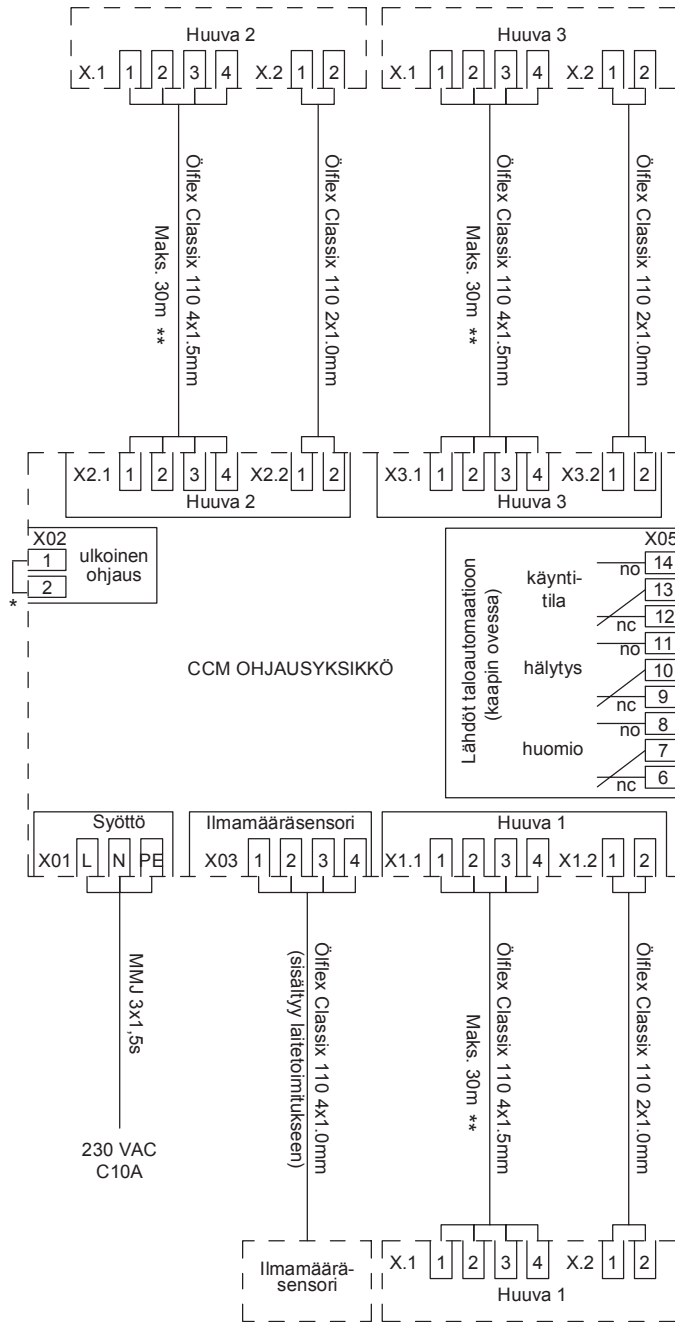 Huuva 2
Huuva 3
X.1 1 2 3 4 X.2 1 2
X.1 1 2 3 4 X.2 1 2
Ölflex Classix 110 4x1.5mm
Maks. 30m **
Ölflex Classix 110 2x1.0mm
Ölflex Classix 110 4x1.5mm
Maks. 30m **
Ölflex Classix 110 2x1.0mm
X2.1 1 2 3 4 X2.2 1 2
Huuva 2
X3.1 1 2 3 4 X3.2 1 2
Huuva 3
X02
1
2
*
ulkoinen
ohjaus
CCM OHJAUSYKSIKKÖ
Lähdöt taloautomaatioon
(kaapin ovessa)
X05
käynti-
tila
no 14
13
nc 12
hälytys
no 11
10
nc 9
huomio
no 8
7
nc 6
Syöttö
X01 L N PE
Ilmamääräsensori
X03 1 2 3 4
Huuva 1
X1.1 1 2 3 4 X1.2 1 2
MMJ 3x1,5s
230 VAC
C10A
Ölflex Classix 110 4x1.0mm
(sisältyy laitetoimitukseen)
Ölflex Classix 110 4x1.5mm
Maks. 30m **
Ölflex Classix 110 2x1.0mm
Ilmamäärä-
sensori
X.1 1 2 3 4 X.2 1 2
Huuva 1